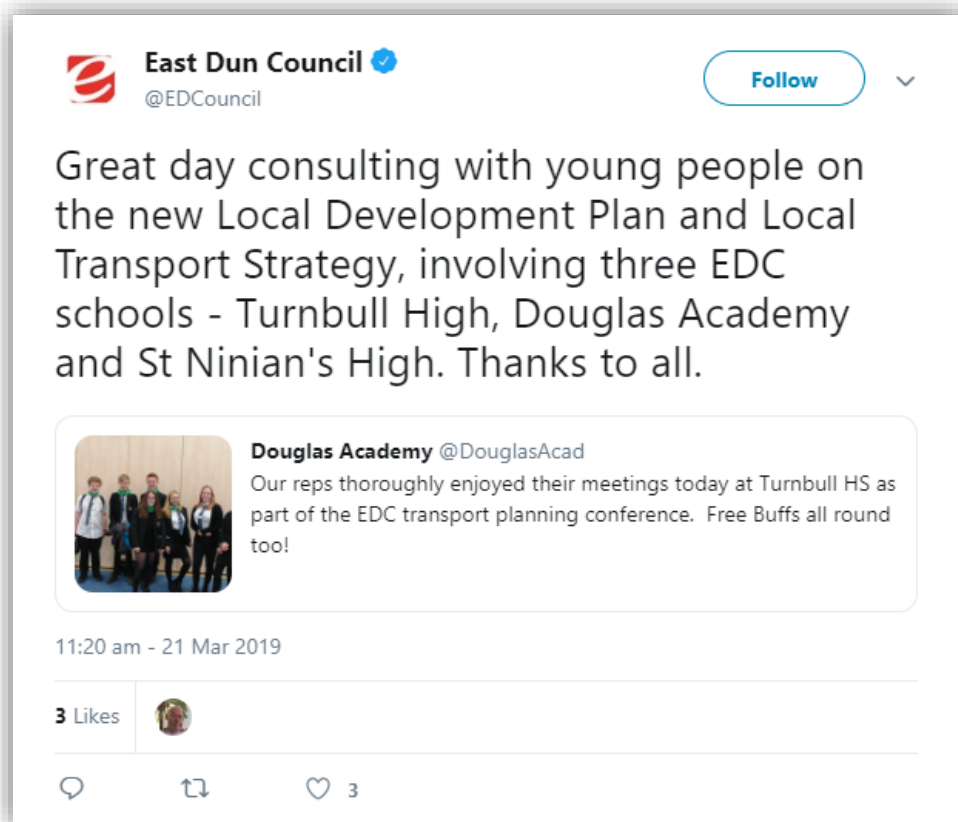 East Dun Council
@EDCouncil
Follow
Great day consulting with young people on
the new Local Development Plan and Local
Transport Strategy, involving three EDC
schools - Turnbull High, Douglas Academy
and St Ninian's High. Thanks to all.
Douglas Academy @DouglasAcad
Our reps thoroughly enjoyed their meetings today at Turnbull HS as
part of the EDC transport planning conference.  Free Buffs all round
too!
11:20 am - 21 Mar 2019
3 Likes
3